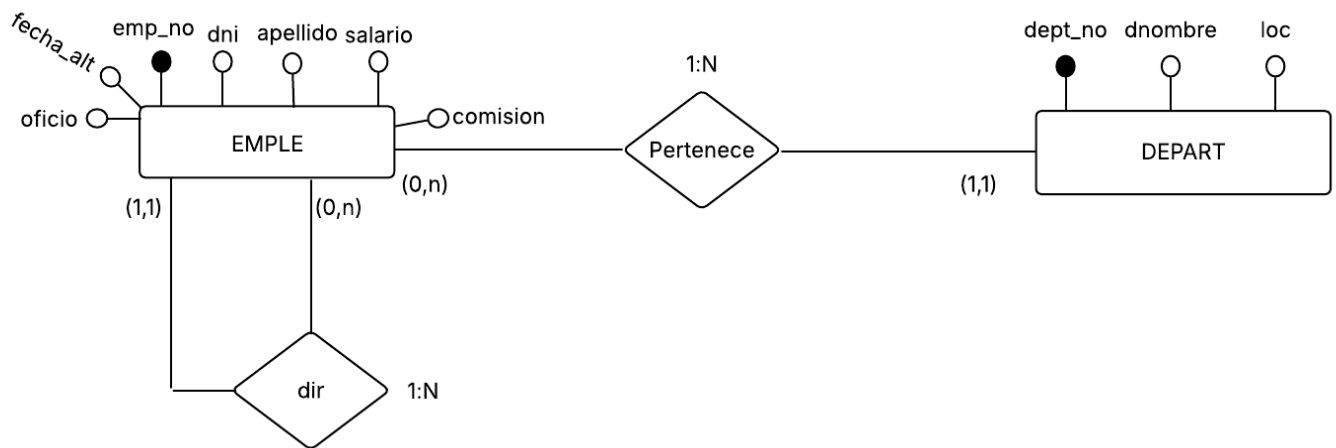 fecha_alt
emp_no
dni
apellido
salario
oficio
comision
EMPLE
(0,n)
(1,1)
(0,n)
1:N
Pertenece
dept_no
dnombre
loc
DEPART
(1,1)
dir
1:N